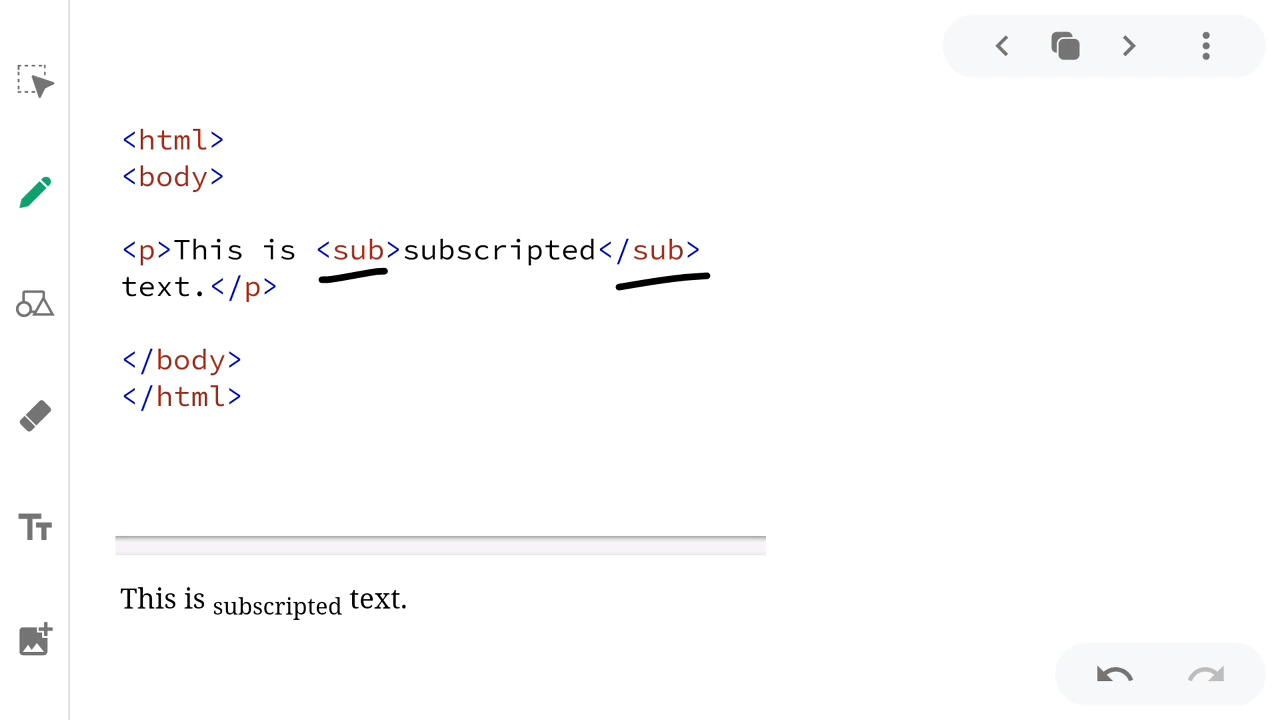 <html>
<body>
<p>This is <sub>subscripted</sub>
text.</p>
</body>
</html>
This is subscripted text.